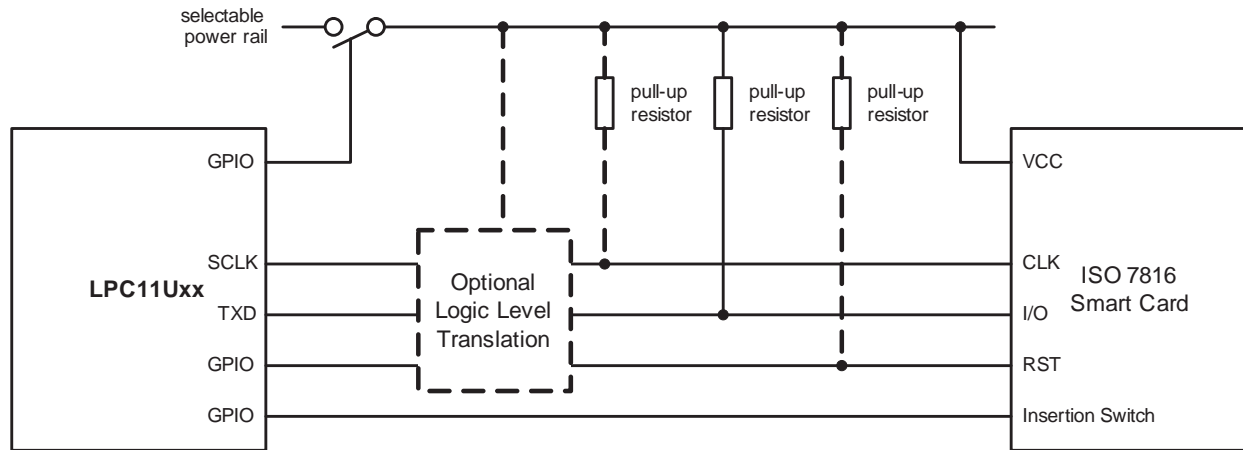 selectable
power rail
pull-up
resistor
pull-up
resistor
pull-up
resistor
GPIO
VCC
SCLK
CLK
LPC11Uxx
Optional
Logic Level
Translation
ISO 7816
Smart Card
TXD
I/O
GPIO
RST
GPIO
Insertion Switch